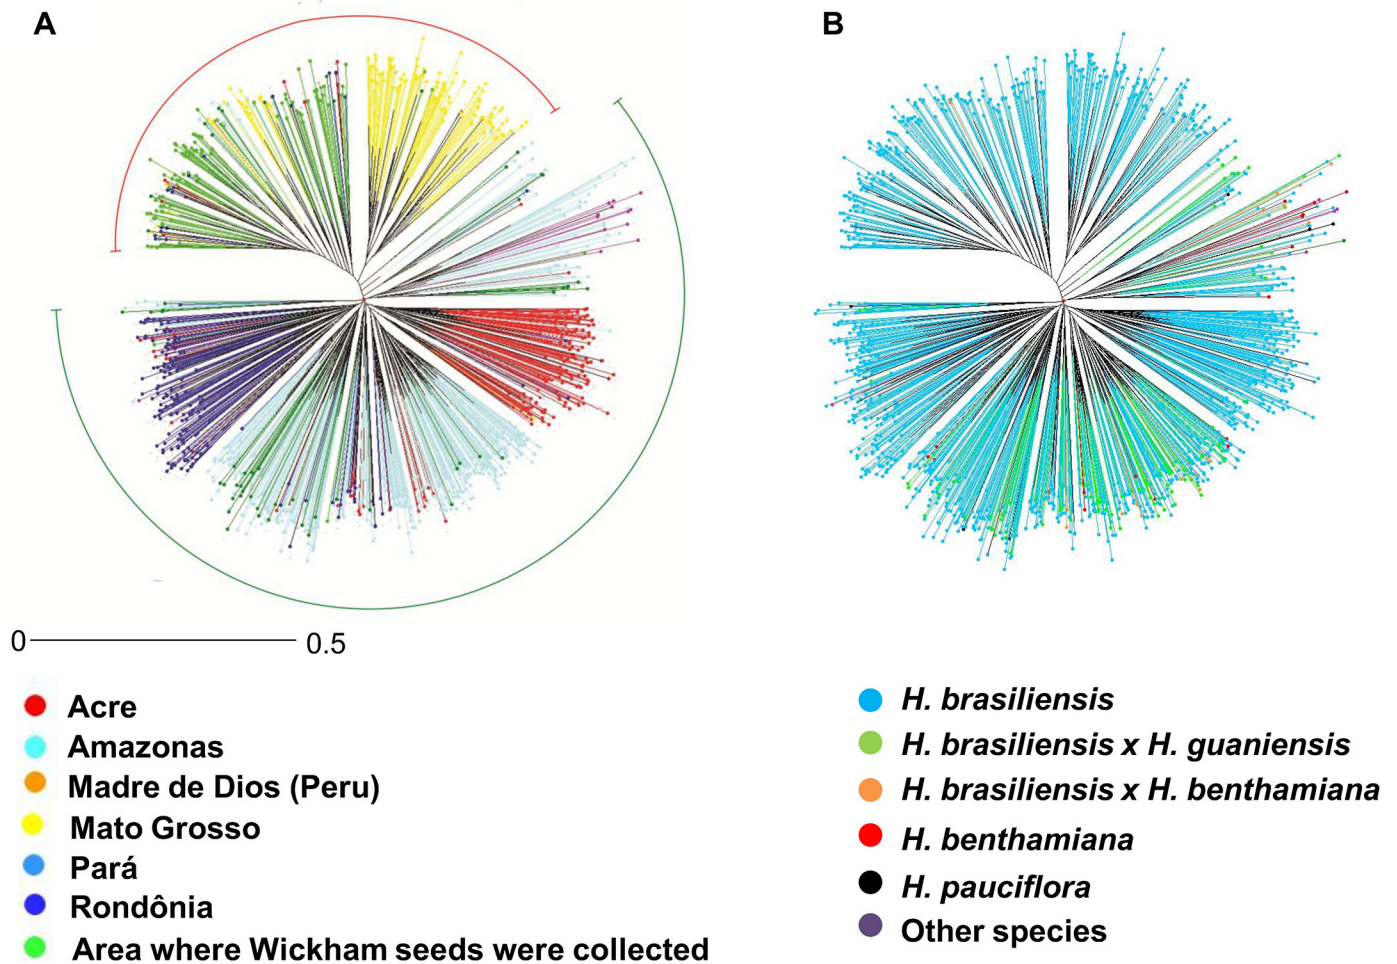 A
B
0
0.5
Acre
Amazonas
Madre de Dios (Peru)
Mato Grosso
Pará
Rondônia
Area where Wickham seeds were collected
H. brasiliensis
H. brasiliensis x H. guaniensis
H. brasiliensis x H. benthamiana
H. benthamiana
H. pauciflora
Other species